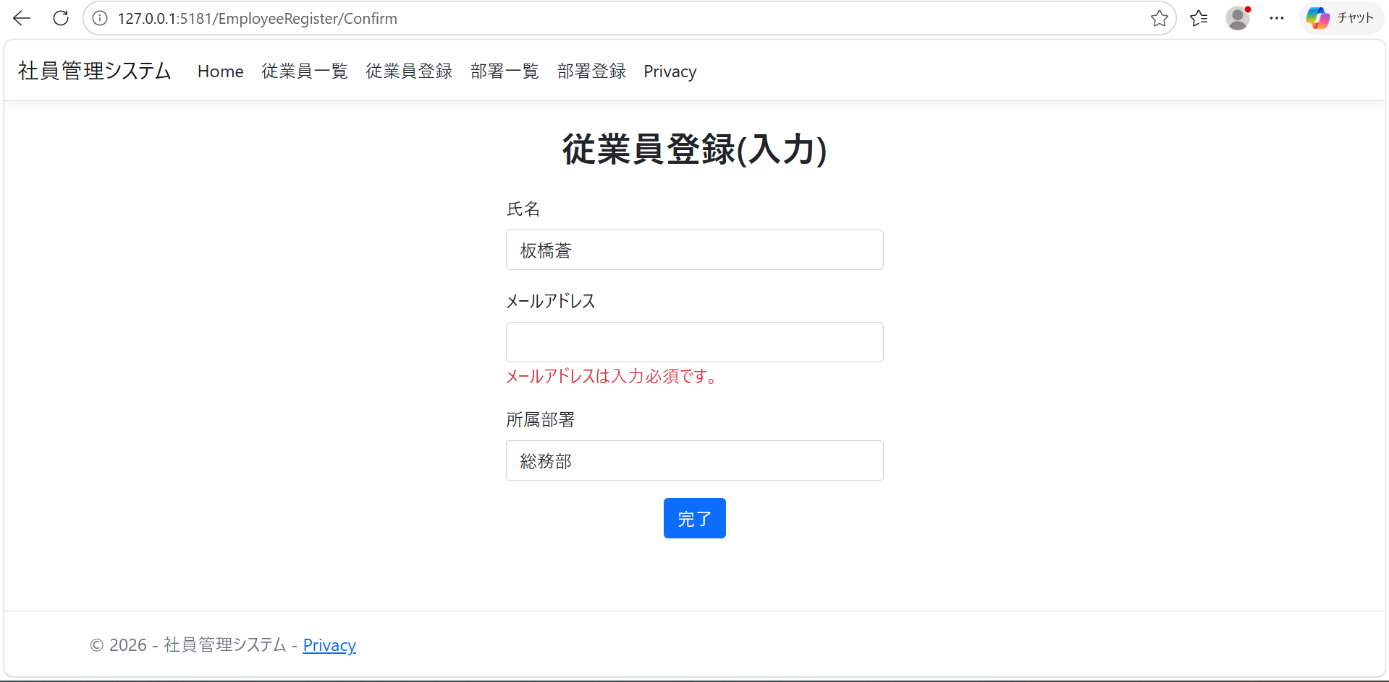 127.0.0.1:5181/EmployeeRegister/Confirm
チャット
社員管理システム Home 従業員一覧 従業員登録 部署一覧 部署登録 Privacy
従業員登録(入力)
氏名
板橋蒼
メールアドレス
メールアドレスは入力必須です。
所属部署
総務部
完了
© 2026 - 社員管理システム - Privacy